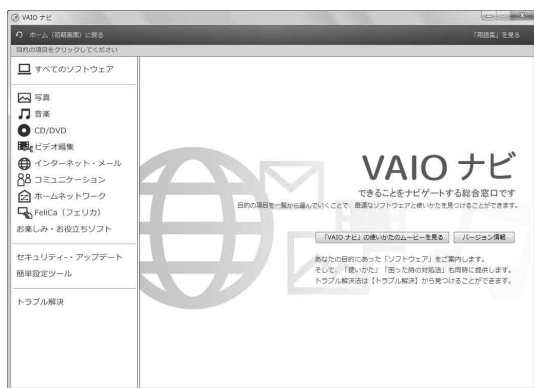 VAIO ナビ
ホーム（初期画面）に戻る
「用語集」を見る
目的の項目をクリックしてください
すべてのソフトウェア
写真
音楽
CD/DVD
ビデオ編集
インターネット・メール
コミュニケーション
ホームネットワーク
FeliCa（フェリカ）
お楽しみ・お役立ちソフト
セキュリティ-・アップデート
簡単設定ツール
トラブル解決
VAIO ナビ
できることをナビゲートする総合窓口です
目的の項目を一覧から選んでいくことで、最適なソフトウェアと使いかたを見つけることができます。
「VAIO ナビ」の使いかたのムービーを見る
バージョン情報
あなたの目的にあった「ソフトウェア」をご案内します。
そして、「使いかた」「困った時の対処法」も同時に提供します。
トラブル解決法は【トラブル解決】から見つけることができます。